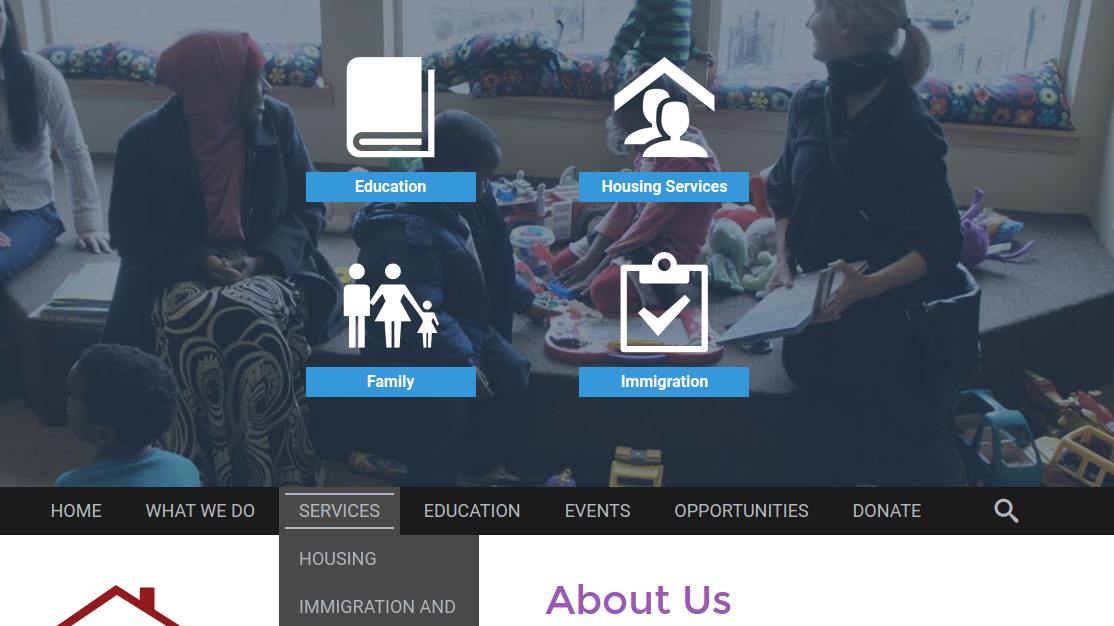 Education
Housing Services
Family
Immigration
HOME WHAT WE DO SERVICES EDUCATION EVENTS OPPORTUNITIES DONATE
HOUSING
IMMIGRATION AND
About Us